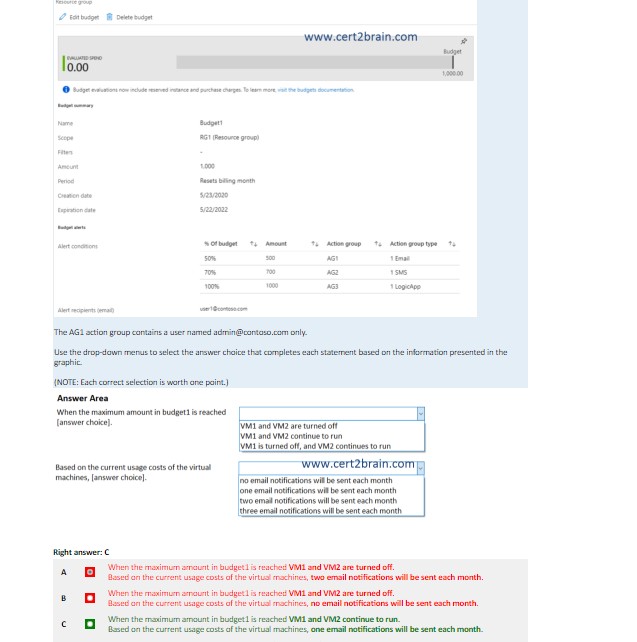 Resource group
Edit budget Delete budget
www.cert2brain.com
EVALUATED SPEND
0.00
Budget
1,000.00
Budget evaluations now include reserved instance and purchase charges. To learn more, visit the budgets documentation.
Budget summary
Name Budget1
Scope RG1 (Resource group)
Filters -
Amount 1,000
Period Resets billing month
Creation date 5/23/2020
Expiration date 5/22/2022
Budget alerts
Alert conditions % Of budget Amount Action group Action group type
50% 500 AG1 1 Email
70% 700 AG2 1 SMS
100% 1000 AG3 1 LogicApp
Alert recipients (email) user1@contoso.com
The AG1 action group contains a user named admin@contoso.com only.
Use the drop-down menus to select the answer choice that completes each statement based on the information presented in the
graphic.
(NOTE: Each correct selection is worth one point.)
Answer Area
When the maximum amount in budget1 is reached
[answer choice].
VM1 and VM2 are turned off
VM1 and VM2 continue to run
VM1 is turned off, and VM2 continues to run
Based on the current usage costs of the virtual
machines, [answer choice].
www.cert2brain.com
no email notifications will be sent each month
one email notifications will be sent each month
two email notifications will be sent each month
three email notifications will be sent each month
Right answer: C
A When the maximum amount in budget1 is reached VM1 and VM2 are turned off.
Based on the current usage costs of the virtual machines, two email notifications will be sent each month.
B When the maximum amount in budget1 is reached VM1 and VM2 are turned off.
Based on the current usage costs of the virtual machines, no email notifications will be sent each month.
C When the maximum amount in budget1 is reached VM1 and VM2 continue to run.
Based on the current usage costs of the virtual machines, one email notifications will be sent each month.